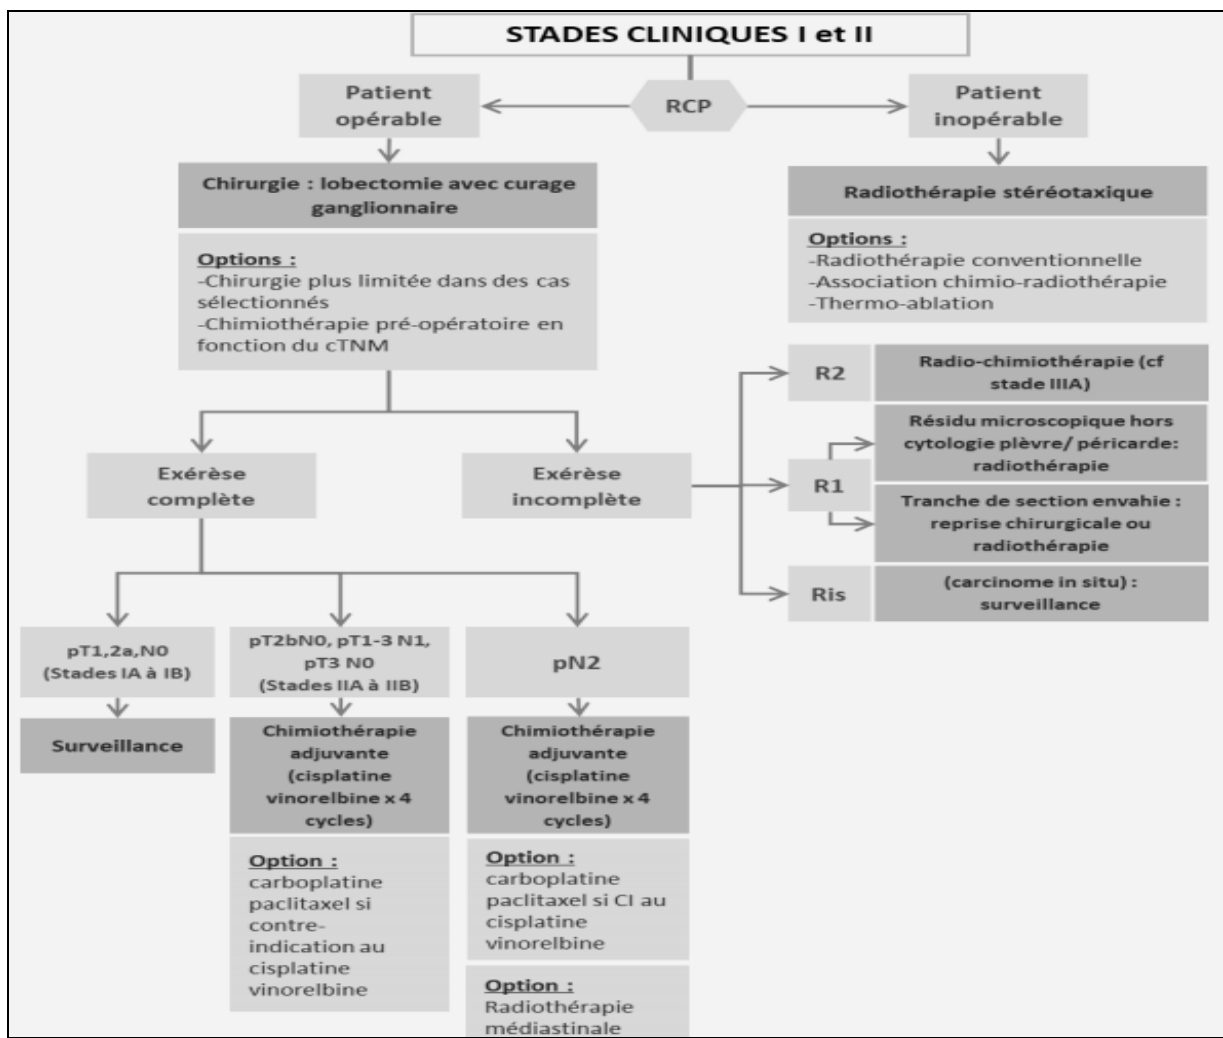 STADES CLINIQUES I et II
RCP
Patient
opérable
Patient
inopérable
Chirurgie : lobectomie avec curage
ganglionnaire
Options :
-Chirurgie plus limitée dans des cas
sélectionnés
-Chimiothérapie pré-opératoire en
fonction du cTNM
Radiothérapie stéréotaxique
Options :
-Radiothérapie conventionnelle
-Association chimio-radiothérapie
-Thermo-ablation
Exérèse
complète
Exérèse
incomplète
R2
Radio-chimiothérapie (cf
stade IIIA)
R1
Résidu microscopique hors
cytologie plèvre/ péricarde:
radiothérapie
Tranche de section envahie :
reprise chirurgicale ou
radiothérapie
Ris
(carcinome in situ) :
surveillance
pT1,2a,N0
(Stades IA à IB)
Surveillance
pT2bN0, pT1-3 N1,
pT3 N0
(Stades IIA à IIB)
Chimiothérapie
adjuvante
(cisplatine
vinorelbine x 4
cycles)
Option :
carboplatine
paclitaxel si
contre-
indication au
cisplatine
vinorelbine
pN2
Chimiothérapie
adjuvante
(cisplatine
vinorelbine x 4
cycles)
Option :
carboplatine
paclitaxel si CI au
cisplatine
vinorelbine
Option :
Radiothérapie
médiastinale